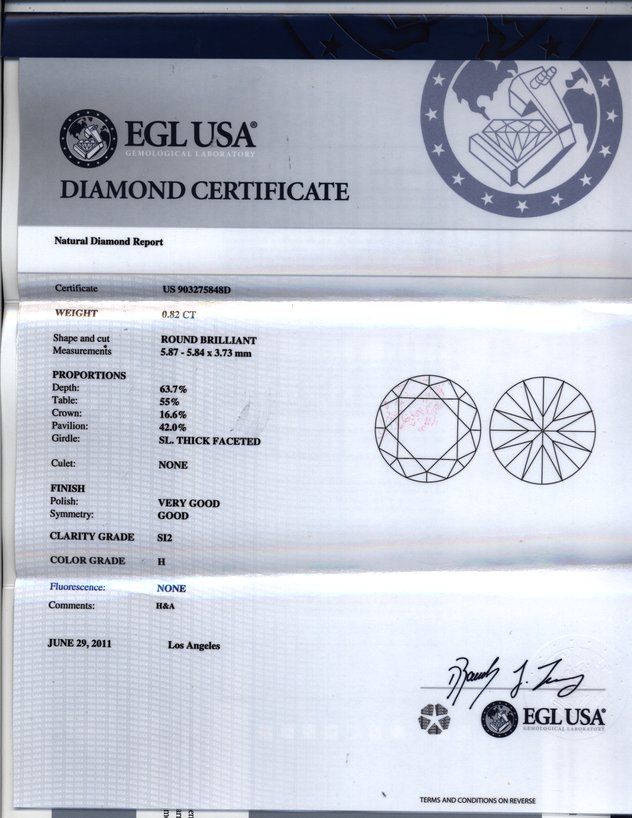 EGL USA®
GEMOLOGICAL LABORATORY
DIAMOND CERTIFICATE
Natural Diamond Report
Certificate US 903275848D
WEIGHT 0.82 CT
Shape and cut ROUND BRILLIANT
Measurements 5.87 - 5.84 x 3.73 mm
PROPORTIONS
Depth: 63.7%
Table: 55%
Crown: 16.6%
Pavilion: 42.0%
Girdle: SL. THICK FACETED
Culet: NONE
FINISH
Polish: VERY GOOD
Symmetry: GOOD
CLARITY GRADE SI2
COLOR GRADE H
Fluorescence: NONE
Comments: H&A
JUNE 29, 2011 Los Angeles
EGL USA®
GEMOLOGICAL LABORATORY
TERMS AND CONDITIONS ON REVERSE